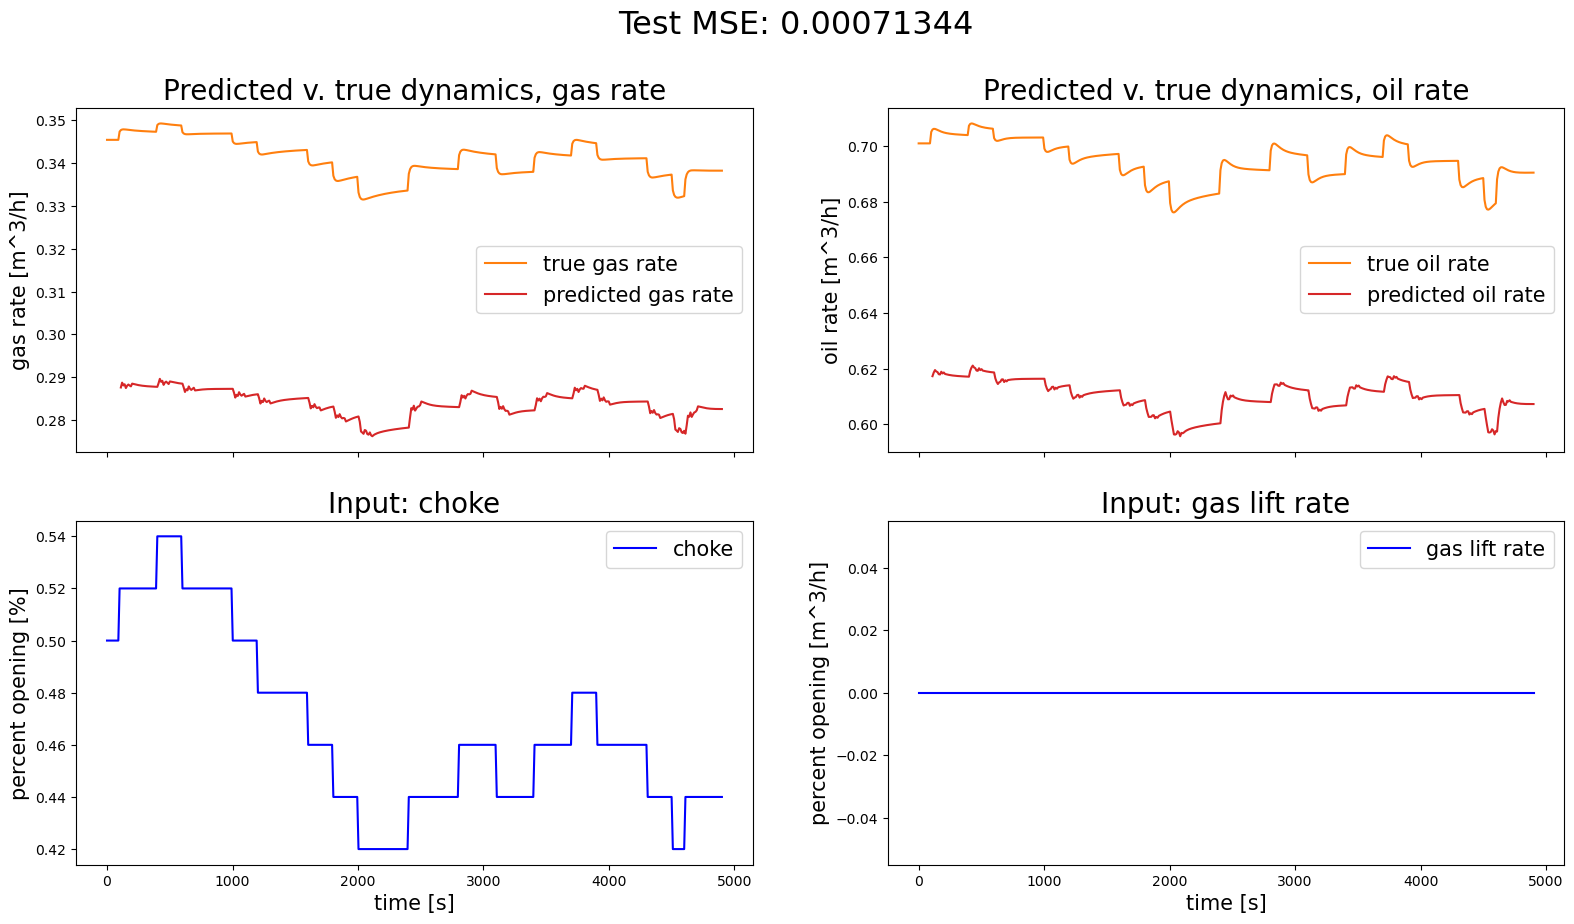 Test MSE: 0.00071344
Predicted v. true dynamics, gas rate
gas rate [m^3/h]
0.35
0.34
0.33
0.32
0.31
0.30
0.29
0.28
true gas rate
predicted gas rate
Predicted v. true dynamics, oil rate
oil rate [m^3/h]
0.70
0.68
0.66
0.64
0.62
0.60
true oil rate
predicted oil rate
Input: choke
percent opening [%]
0.54
0.52
0.50
0.48
0.46
0.44
0.42
choke
0 1000 2000 3000 4000 5000
time [s]
Input: gas lift rate
percent opening [m^3/h]
0.04
0.02
0.00
−0.02
−0.04
gas lift rate
0 1000 2000 3000 4000 5000
time [s]